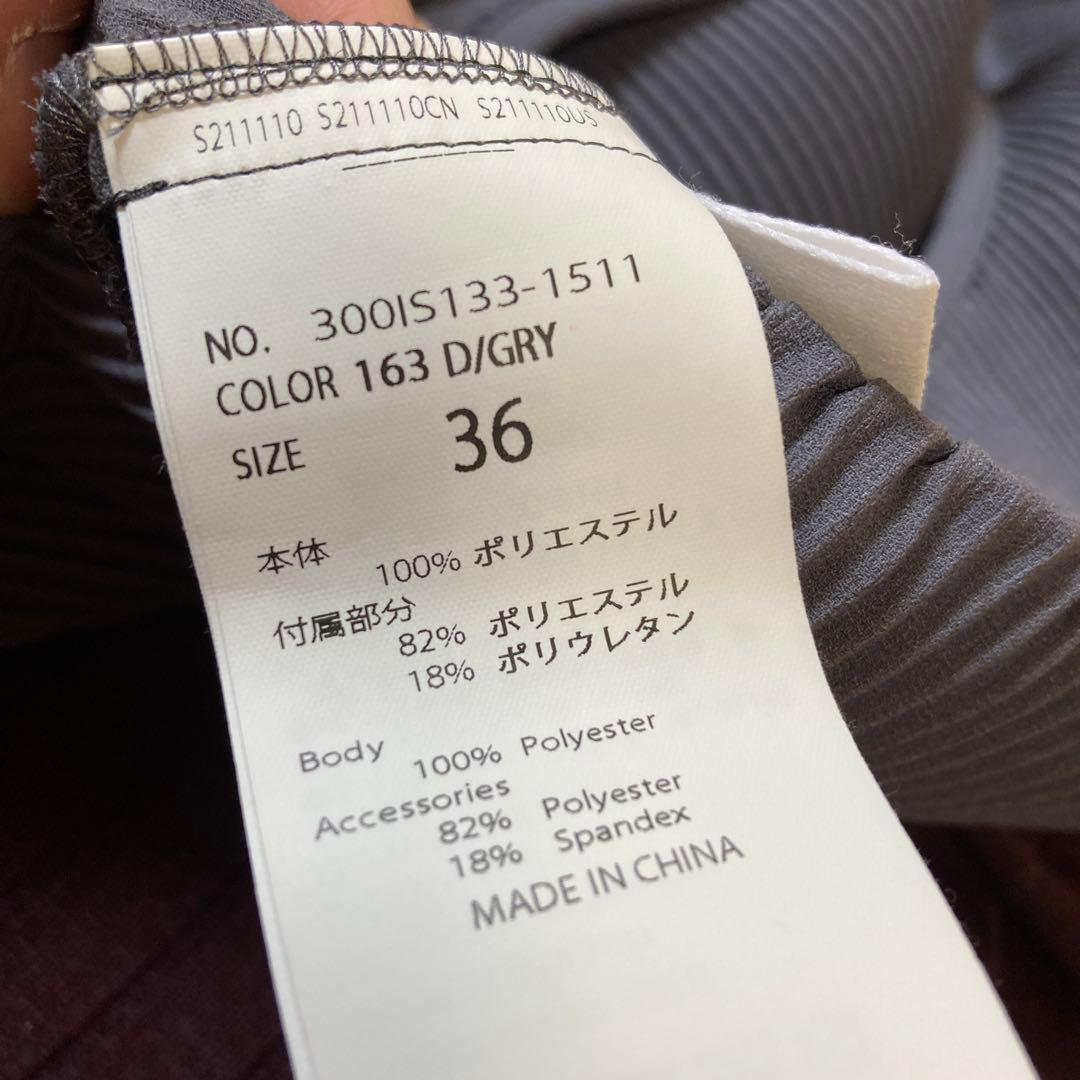 S211110 S211110CN S211110US
NO. 300IS133-1511
COLOR 163 D/GRY
SIZE 36
本体 100% ポリエステル
付属部分
82% ポリエステル
18% ポリウレタン
Body 100% Polyester
Accessories
82% Polyester
18% Spandex
MADE IN CHINA